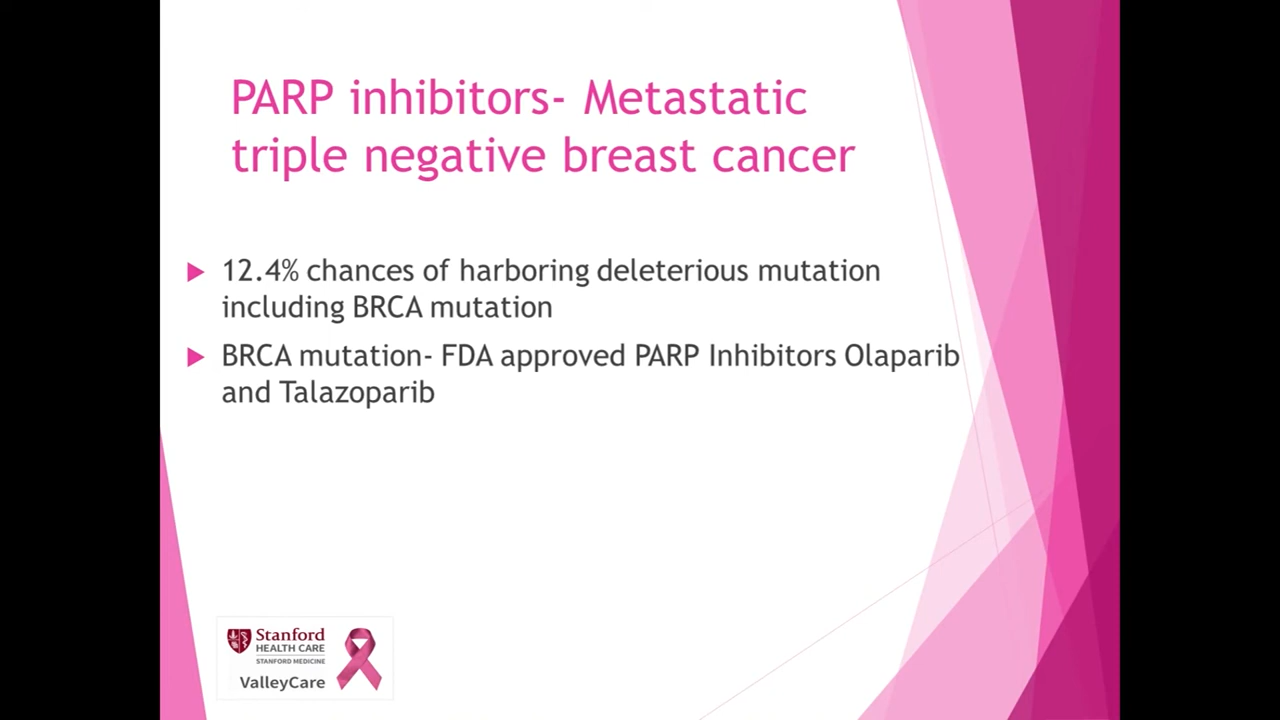 PARP inhibitors- Metastatic
triple negative breast cancer
12.4% chances of harboring deleterious mutation
including BRCA mutation
BRCA mutation- FDA approved PARP Inhibitors Olaparib
and Talazoparib
Stanford
HEALTH CARE
STANFORD MEDICINE
ValleyCare